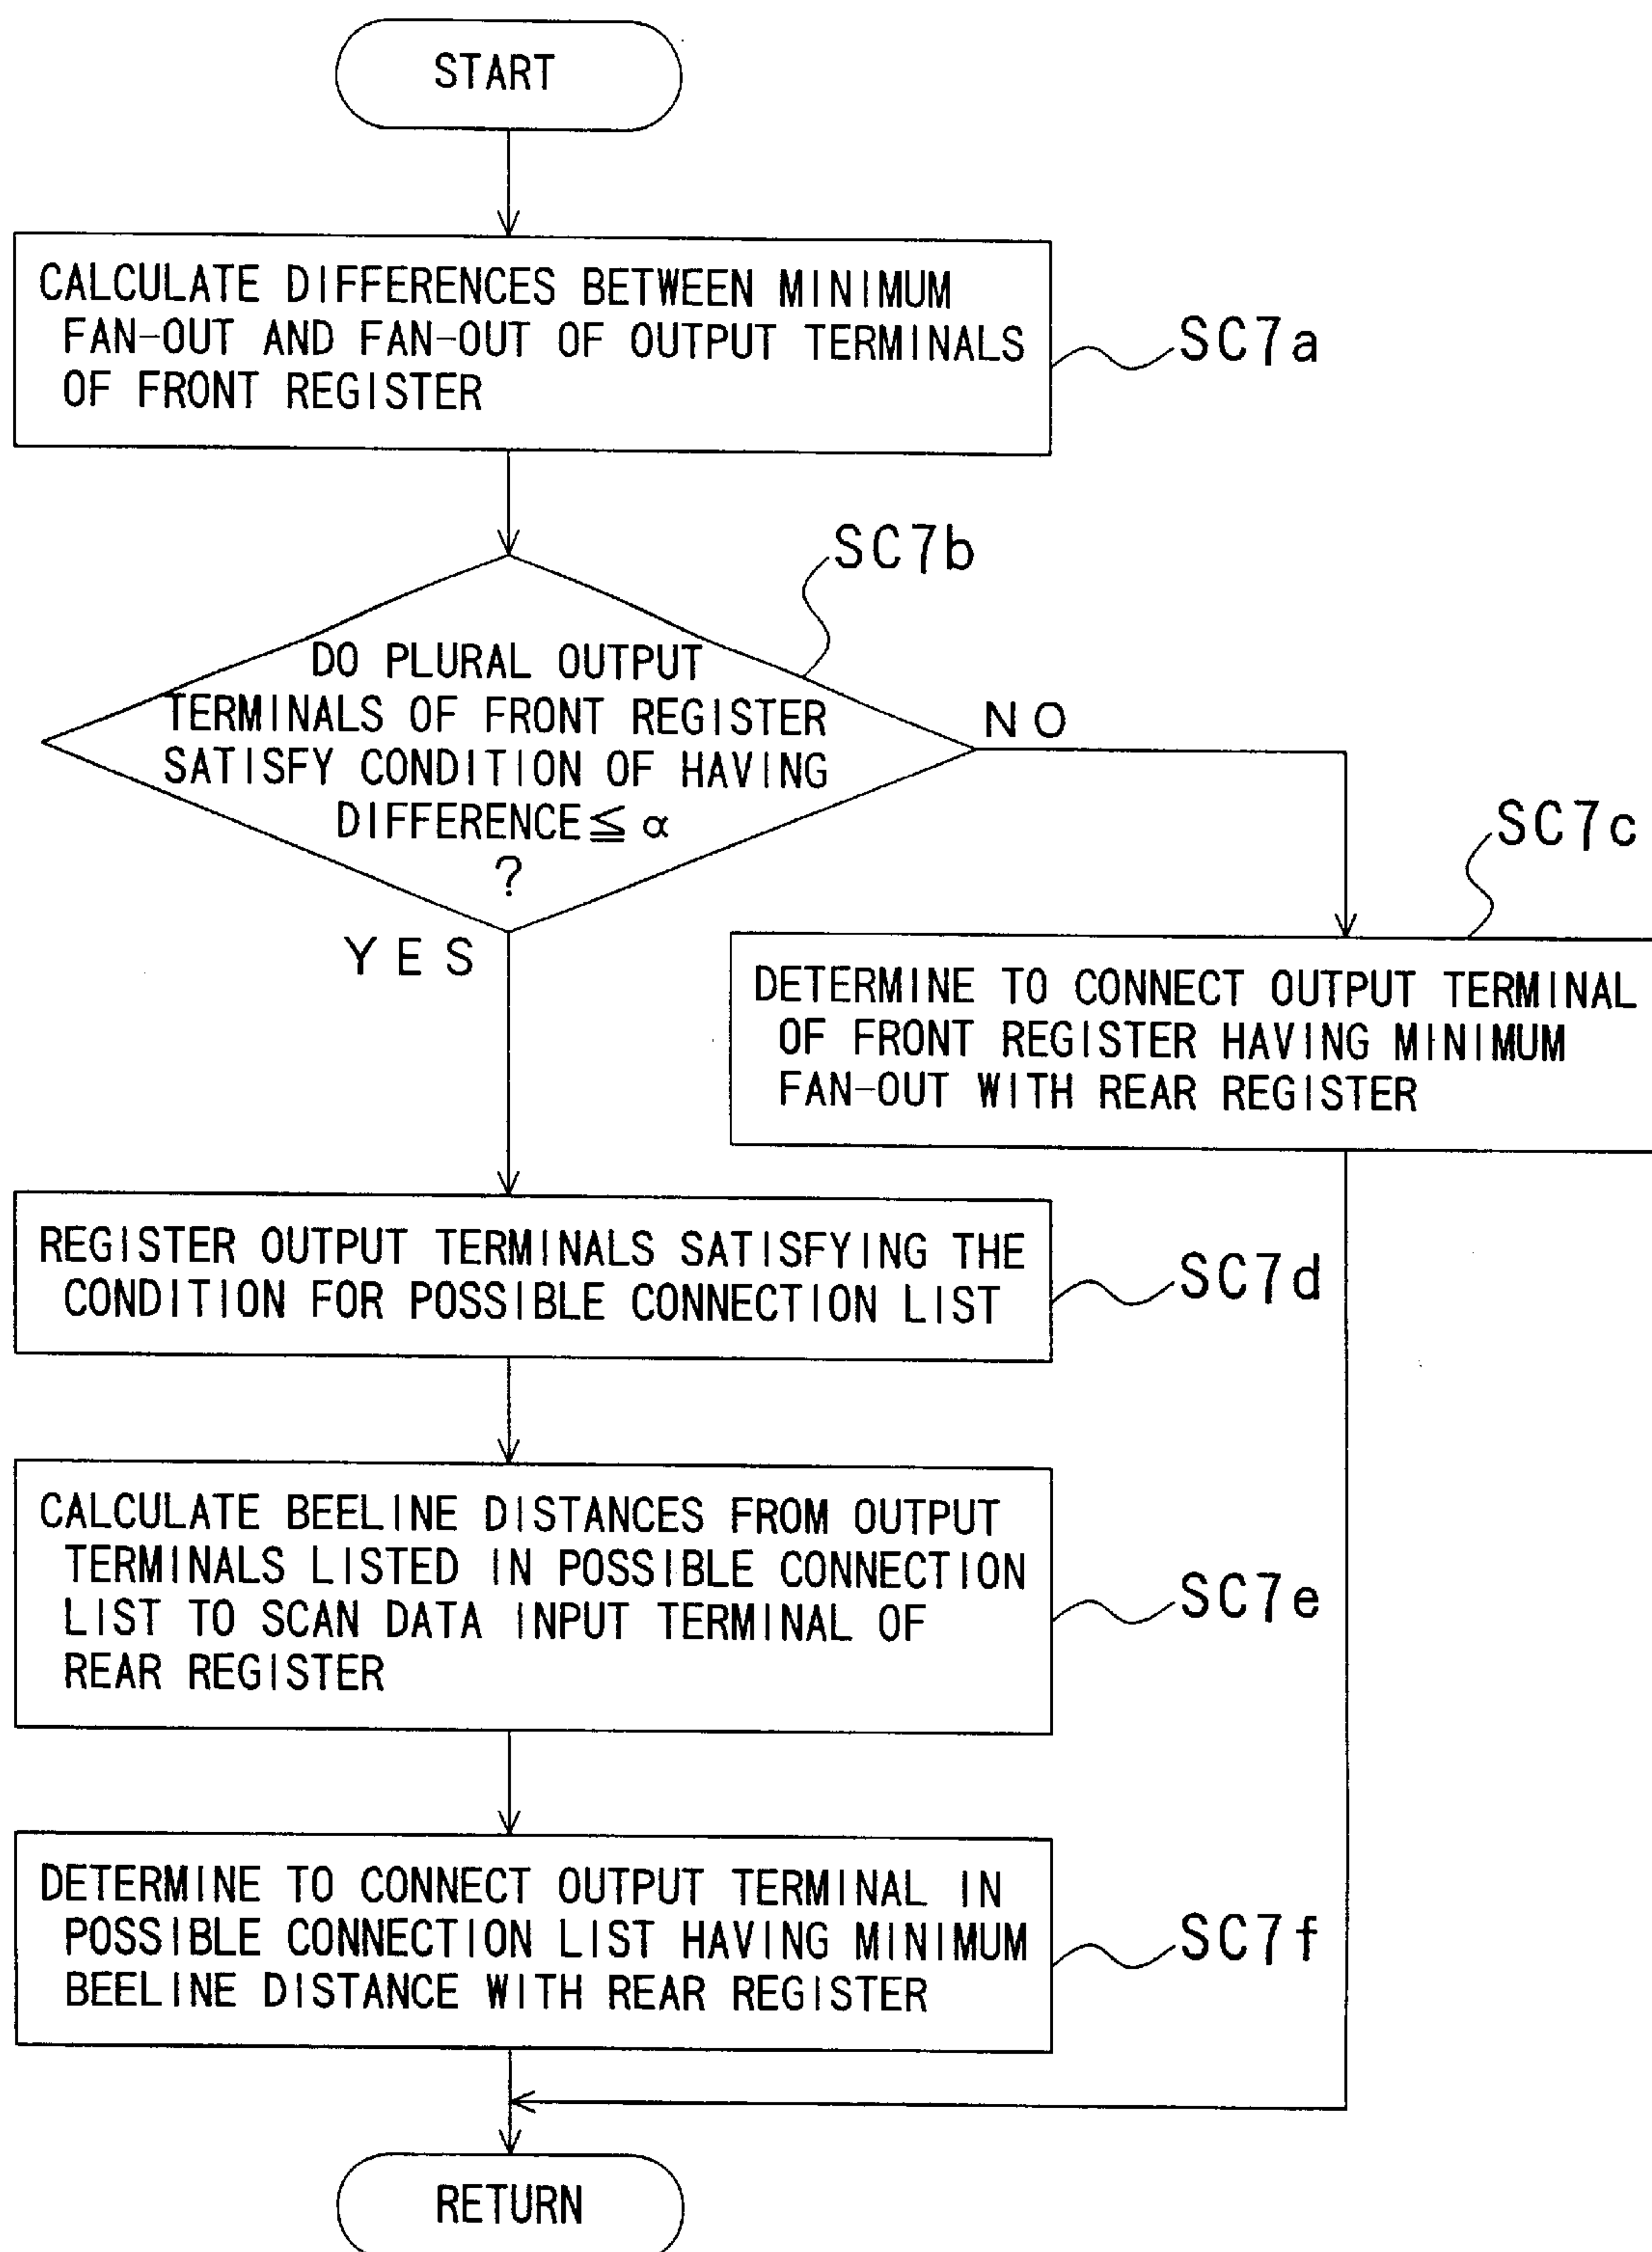 START
CALCULATE DIFFERENCES BETWEEN MINIMUM
FAN-OUT AND FAN-OUT OF OUTPUT TERMINALS
OF FRONT REGISTER
SC7a
SC7b
DO PLURAL OUTPUT
TERMINALS OF FRONT REGISTER
SATISFY CONDITION OF HAVING
DIFFERENCE≦α
?
NO
YES
SC7c
DETERMINE TO CONNECT OUTPUT TERMINAL
OF FRONT REGISTER HAVING MINIMUM
FAN-OUT WITH REAR REGISTER
REGISTER OUTPUT TERMINALS SATISFYING THE
CONDITION FOR POSSIBLE CONNECTION LIST
SC7d
CALCULATE BEELINE DISTANCES FROM OUTPUT
TERMINALS LISTED IN POSSIBLE CONNECTION
LIST TO SCAN DATA INPUT TERMINAL OF
REAR REGISTER
SC7e
DETERMINE TO CONNECT OUTPUT TERMINAL IN
POSSIBLE CONNECTION LIST HAVING MINIMUM
BEELINE DISTANCE WITH REAR REGISTER
SC7f
RETURN